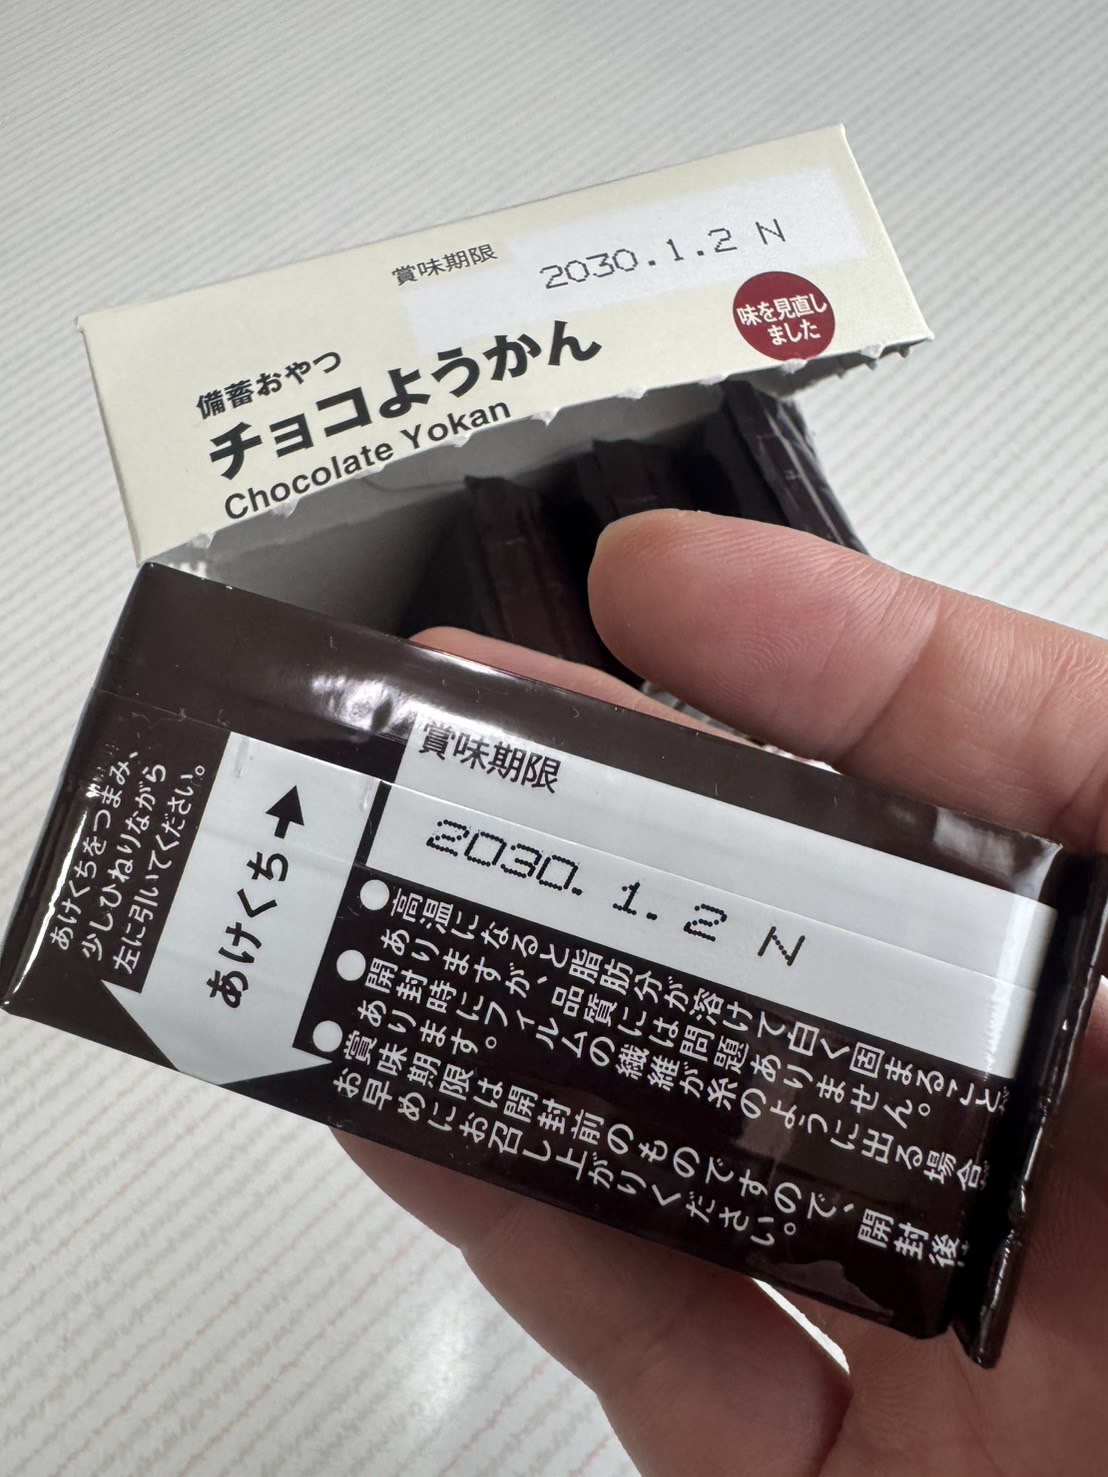 賞味期限
2030.1.2 N
味を見直し
ました
備蓄おやつ
チョコようかん
Chocolate Yokan
賞味期限
2030. 1. 2 N
あけくちをつまみ、
少しひねりながら
左に引いてください。
あけくち→
●高温になると脂肪分が溶けて白く固まることが
ありますが、品質には問題ありません。
●開封時にフィルムの繊維が糸のように出る場合が
あります。
●賞味期限は開封前のものですので、開封後
お早めにお召し上がりください。